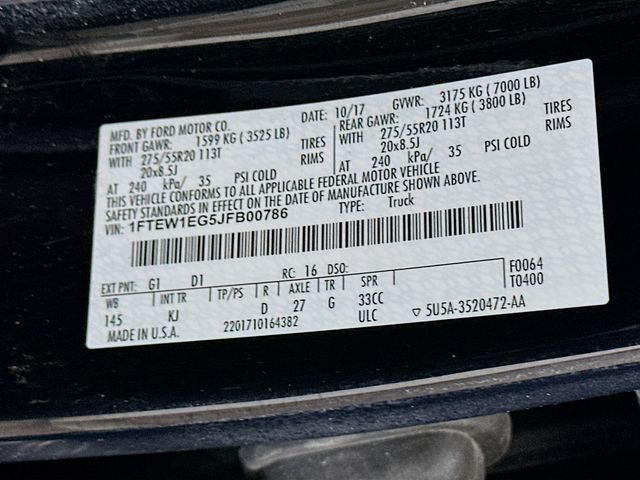 MFD. BY FORD MOTOR CO. DATE: 10/17 GVWR: 3175 KG ( 7000 LB)
FRONT GAWR: 1599 KG ( 3525 LB) REAR GAWR: 1724 KG ( 3800 LB)
WITH 275/55R20 113T TIRES 275/55R20 113T TIRES
20x8.5J RIMS WITH 20x8.5J RIMS
AT 240 kPa/ 35 PSI COLD AT 240 kPa/ 35 PSI COLD
THIS VEHICLE CONFORMS TO ALL APPLICABLE FEDERAL MOTOR VEHICLE
SAFETY STANDARDS IN EFFECT ON THE DATE OF MANUFACTURE SHOWN ABOVE.
VIN: 1FTEW1EG5JFB00786 TYPE: Truck
EXT PNT: G1 D1 RC: 16 DSO: F0064
WB INT TR TP/PS R AXLE TR SPR T0400
145 KJ D 27 G 33CC
MADE IN U.S.A. 2201710164382 ULC ▽ 5U5A-3520472-AA